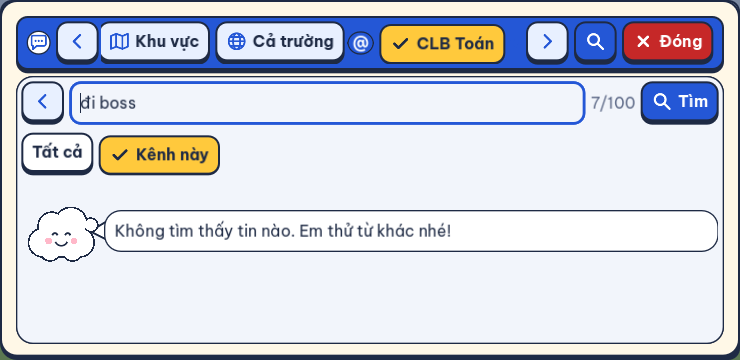 Khu vực Cả trường @ CLB Toán Đóng
đi boss 7/100 Tìm
Tất cả Kênh này
Không tìm thấy tin nào. Em thử từ khác nhé!